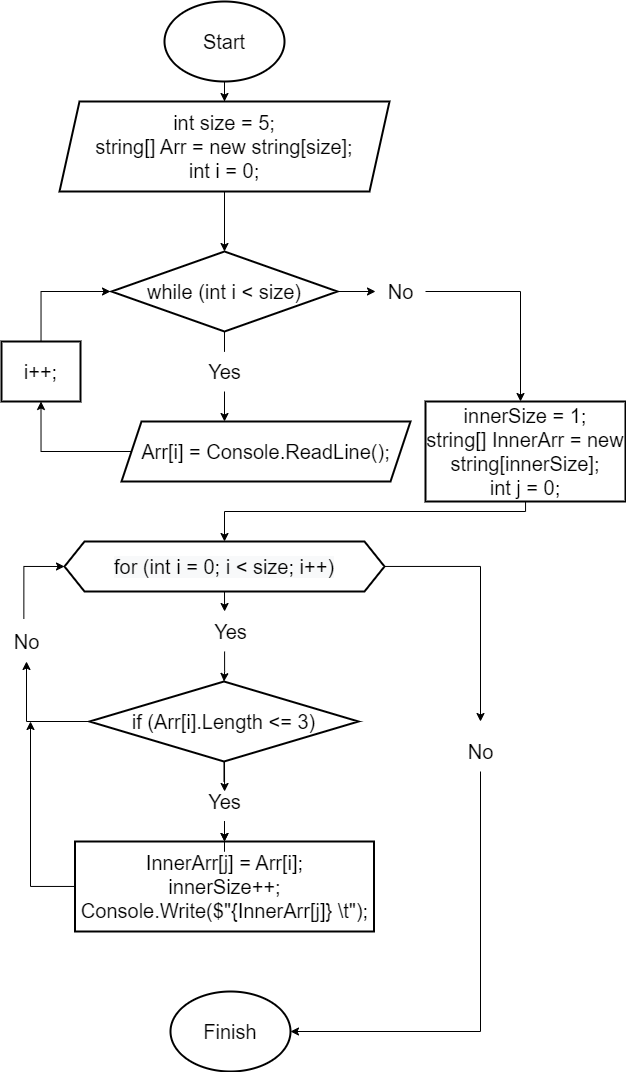 Start
int size = 5;
string[] Arr = new string[size];
int i = 0;
while (int i < size)
No
i++;
Yes
Arr[i] = Console.ReadLine();
innerSize = 1;
string[] InnerArr = new
string[innerSize];
int j = 0;
for (int i = 0; i < size; i++)
Yes
No
if (Arr[i].Length <= 3)
No
Yes
InnerArr[j] = Arr[i];
innerSize++;
Console.Write($"{InnerArr[j]} \t");
Finish